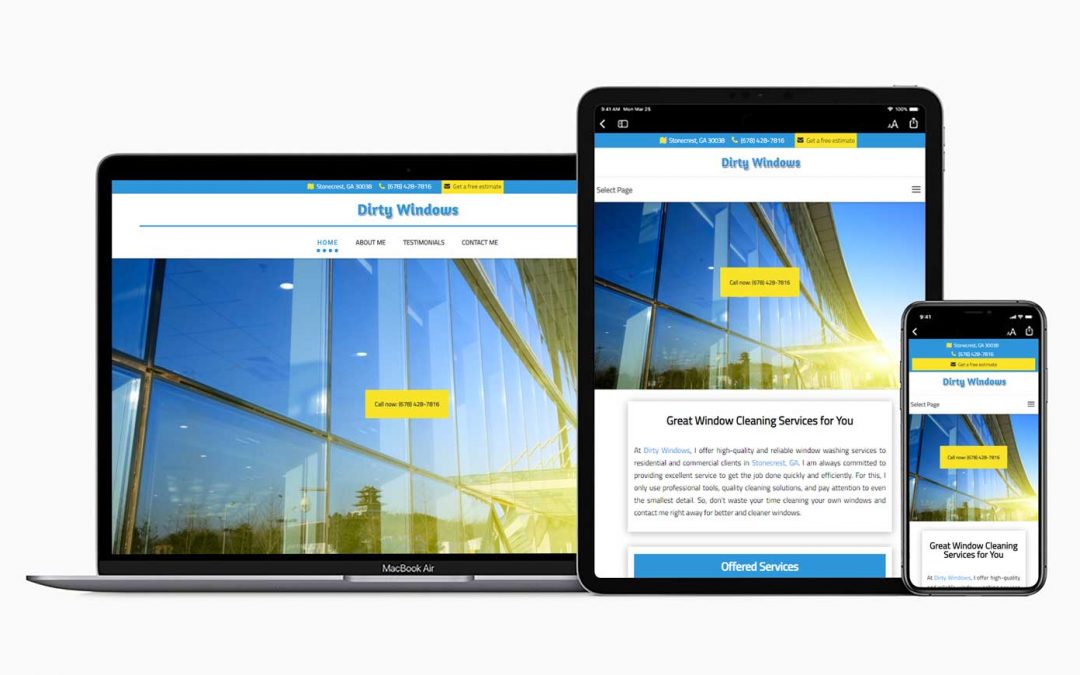 Stonecrest, GA 30038 (678) 428-7816 Get a free estimate
Dirty Windows
HOME ABOUT ME TESTIMONIALS CONTACT ME
Call now: (678) 428-7816
MacBook Air
9:41 AM Mon Mar 25 100%
AA
Stonecrest, GA 30038 (678) 428-7816 Get a free estimate
Dirty Windows
Select Page
Call now: (678) 428-7816
Great Window Cleaning Services for You
At Dirty Windows, I offer high-quality and reliable window washing services to
residential and commercial clients in Stonecrest, GA. I am always committed to
providing excellent service to get the job done quickly and efficiently. For this, I
only use professional tools, quality cleaning solutions, and pay attention to even
the smallest detail. So, don't waste your time cleaning your own windows and
contact me right away for better and cleaner windows.
Offered Services
9:41
AA
Stonecrest, GA 30038
(678) 428-7816
Get a free estimate
Dirty Windows
Select Page
Call now: (678) 428-7816
Great Window Cleaning
Services for You
At Dirty Windows, I offer high-quality